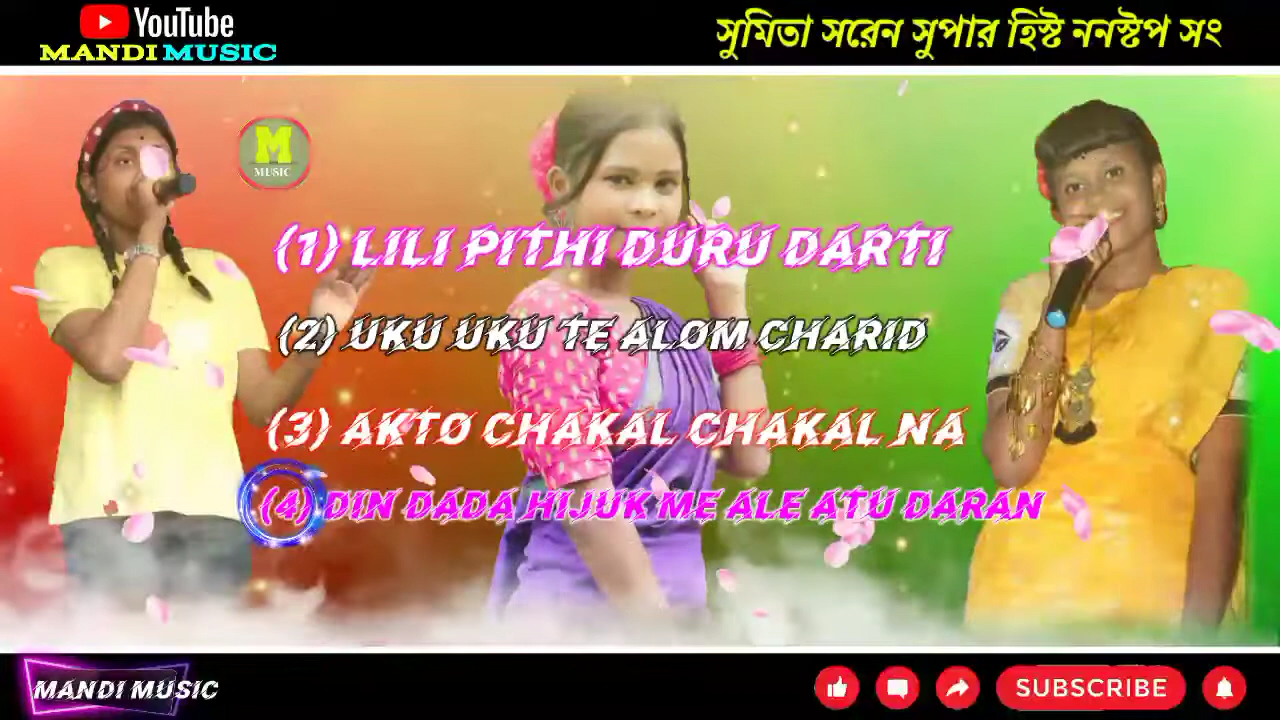 YouTube
MANDI MUSIC
সুমিতা সরেন সুপার হিস্ট ননস্টপ সং
M
MUSIC
(1) LILI PITHI DURU DARTI
(2) UKU UKU TE ALOM CHARID
(3) AKTO CHAKAL CHAKAL NA
(4) DIN DADA HIJUK ME ALE ATU DARAN
MANDI MUSIC
SUBSCRIBE